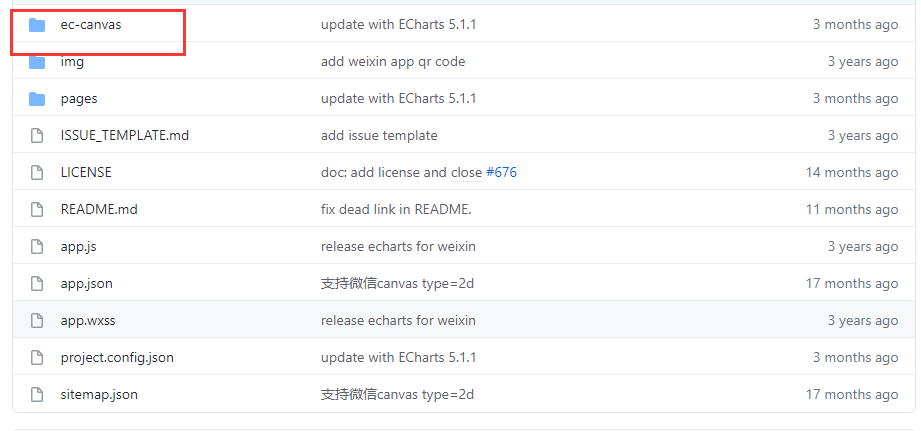 ec-canvas update with ECharts 5.1.1 3 months ago
img add weixin app qr code 3 years ago
pages update with ECharts 5.1.1 3 months ago
ISSUE_TEMPLATE.md add issue template 3 years ago
LICENSE doc: add license and close #676 14 months ago
README.md fix dead link in README. 11 months ago
app.js release echarts for weixin 3 years ago
app.json 支持微信canvas type=2d 17 months ago
app.wxss release echarts for weixin 3 years ago
project.config.json update with ECharts 5.1.1 3 months ago
sitemap.json 支持微信canvas type=2d 17 months ago